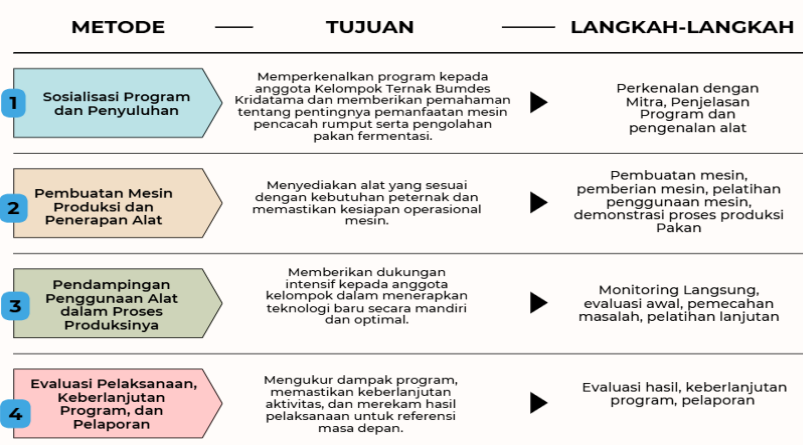 METODE
TUJUAN
LANGKAH-LANGKAH
1
Sosialisasi Program
dan Penyuluhan
Memperkenalkan program kepada
anggota Kelompok Ternak Bumdes
Kridatama dan memberikan pemahaman
tentang pentingnya pemanfaatan mesin
pencacah rumput serta pengolahan
pakan fermentasi.
Perkenalan dengan
Mitra, Penjelasan
Program dan
pengenalan alat
2
Pembuatan Mesin
Produksi dan
Penerapan Alat
Menyediakan alat yang sesuai
dengan kebutuhan peternak dan
memastikan kesiapan operasional
mesin.
Pembuatan mesin,
pemberian mesin, pelatihan
penggunaan mesin,
demonstrasi proses produksi
Pakan
3
Pendampingan
Penggunaan Alat
dalam Proses
Produksinya
Memberikan dukungan
intensif kepada anggota
kelompok dalam menerapkan
teknologi baru secara mandiri
dan optimal.
Monitoring Langsung,
evaluasi awal, pemecahan
masalah, pelatihan lanjutan
4
Evaluasi Pelaksanaan,
Keberlanjutan
Program, dan
Pelaporan
Mengukur dampak program,
memastikan keberlanjutan
aktivitas, dan merekam hasil
pelaksanaan untuk referensi
masa depan.
Evaluasi hasil, keberlanjutan
program, pelaporan